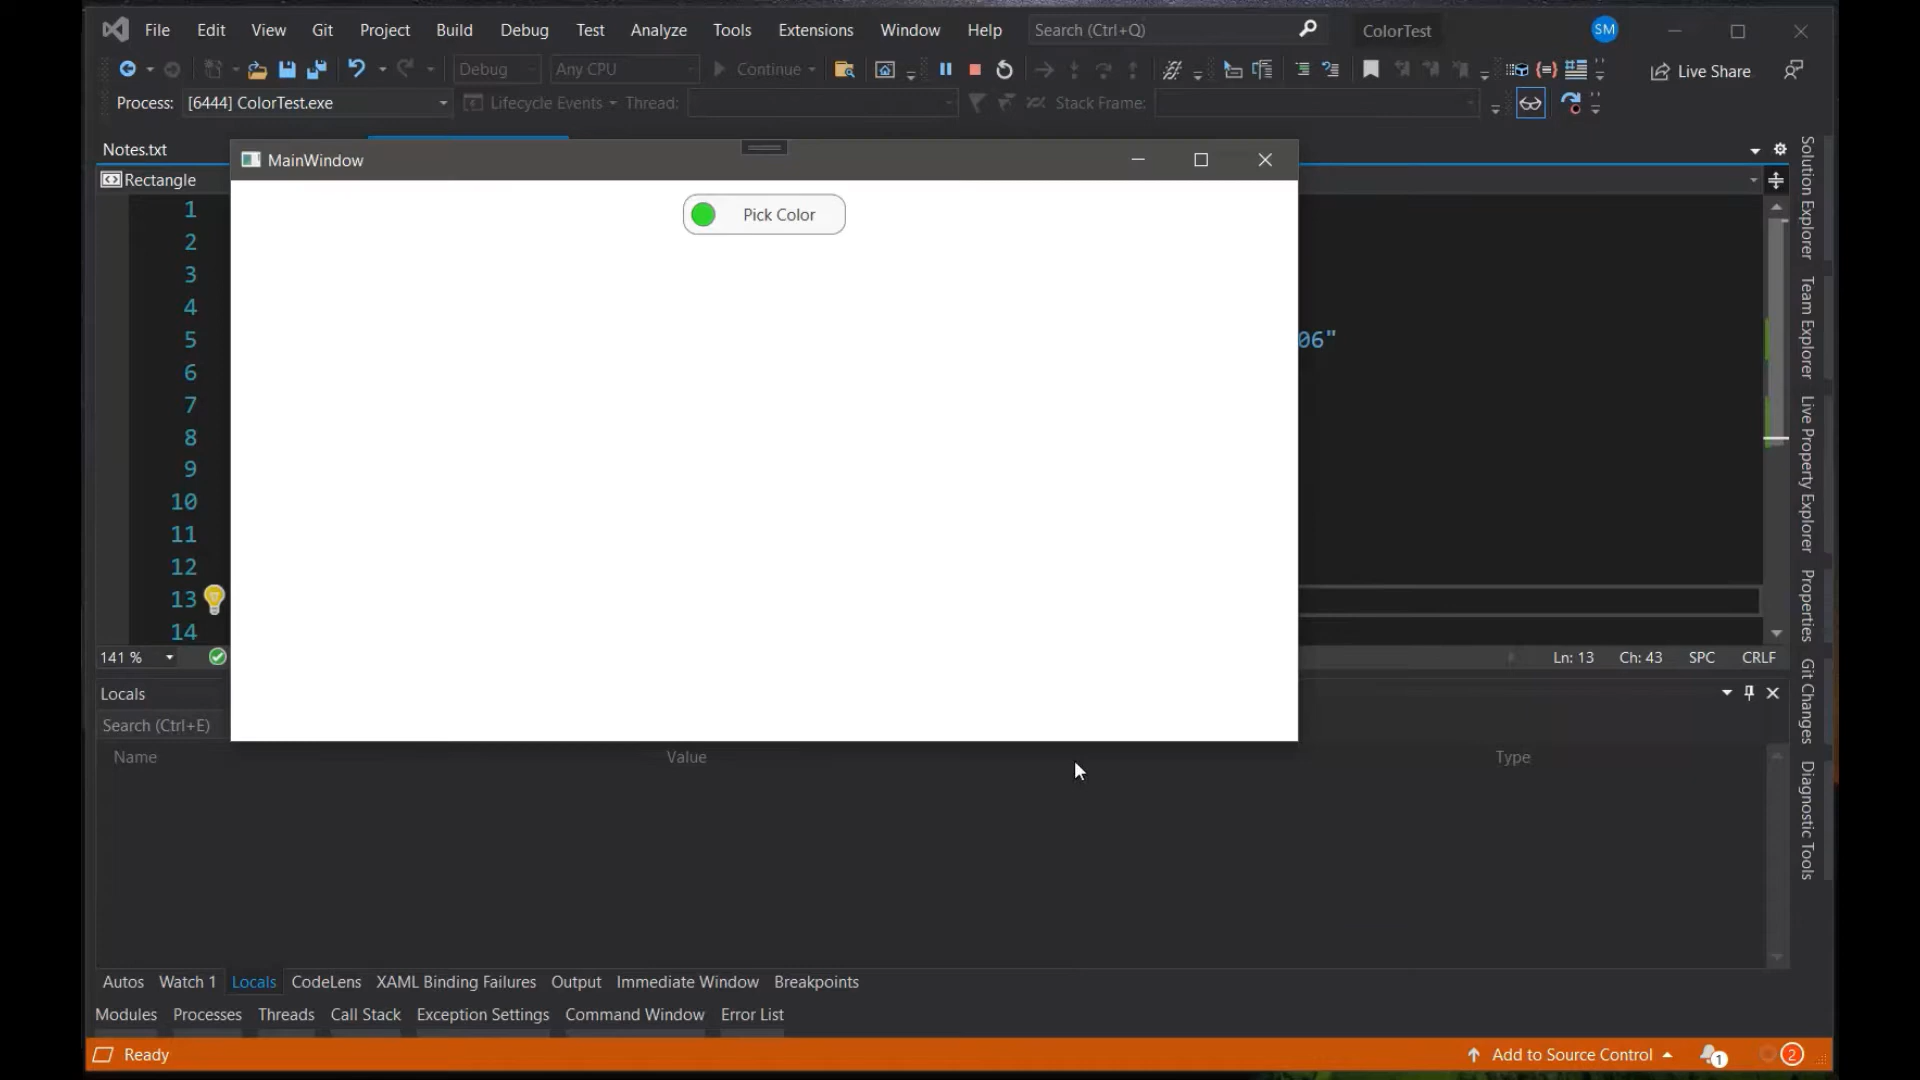 File Edit View Git Project Build Debug Test Analyze Tools Extensions Window Help Search (Ctrl+Q) ColorTest SM
Debug Any CPU Continue Live Share
Process: [6444] ColorTest.exe Lifecycle Events Thread: Stack Frame:
Notes.txt
MainWindow
Rectangle
Pick Color
1
2
3
4
5 06"
6
7
8
9
10
11
12
13
14
141 % Ln: 13 Ch: 43 SPC CRLF
Locals
Search (Ctrl+E)
Name Value Type
Autos Watch 1 Locals CodeLens XAML Binding Failures Output Immediate Window Breakpoints
Modules Processes Threads Call Stack Exception Settings Command Window Error List
Ready Add to Source Control 1 2
Solution Explorer
Team Explorer
Live Property Explorer
Properties
Git Changes
Diagnostic Tools